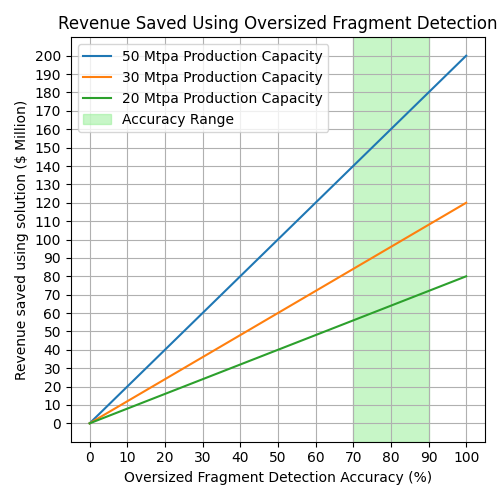 Revenue Saved Using Oversized Fragment Detection
50 Mtpa Production Capacity
30 Mtpa Production Capacity
20 Mtpa Production Capacity
Accuracy Range
Revenue saved using solution ($ Million)
200
190
180
170
160
150
140
130
120
110
100
90
80
70
60
50
40
30
20
10
0
0 10 20 30 40 50 60 70 80 90 100
Oversized Fragment Detection Accuracy (%)